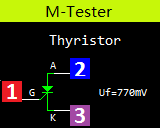 M-Tester
Thyristor
A 2
1 G
Uf=770mV
K 3